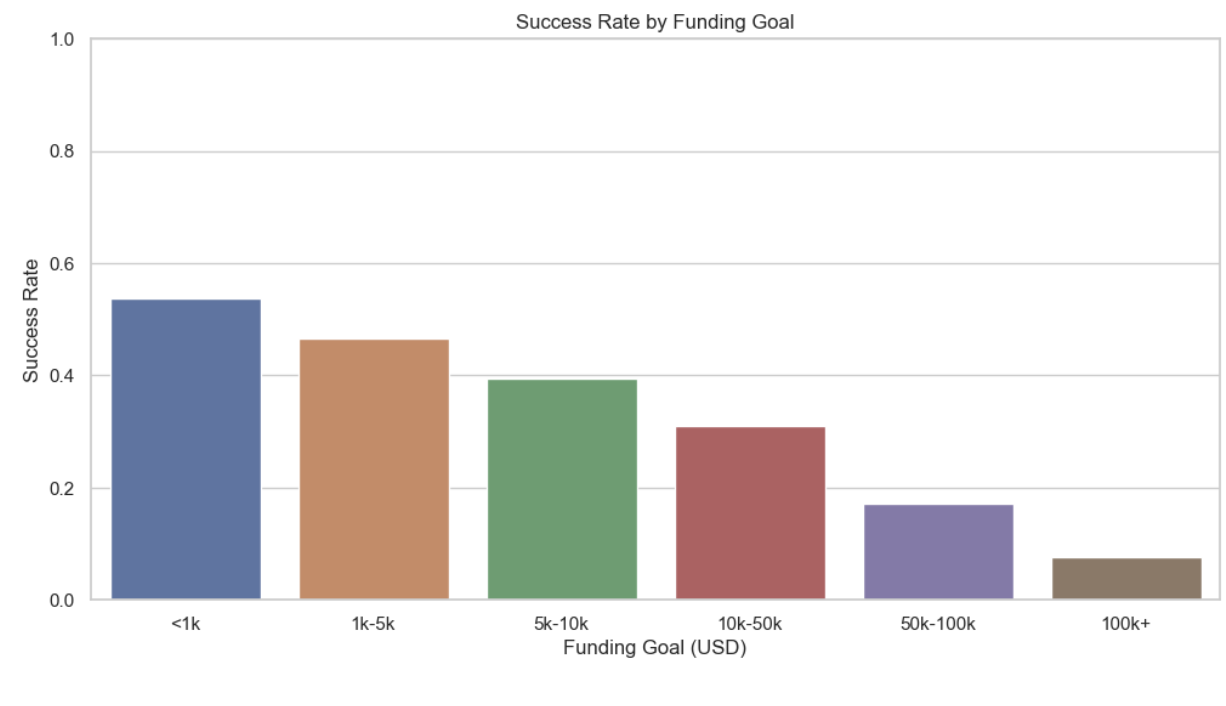 Success Rate by Funding Goal
1.0
0.8
0.6
0.4
0.2
0.0
Success Rate
<1k 1k-5k 5k-10k 10k-50k 50k-100k 100k+
Funding Goal (USD)